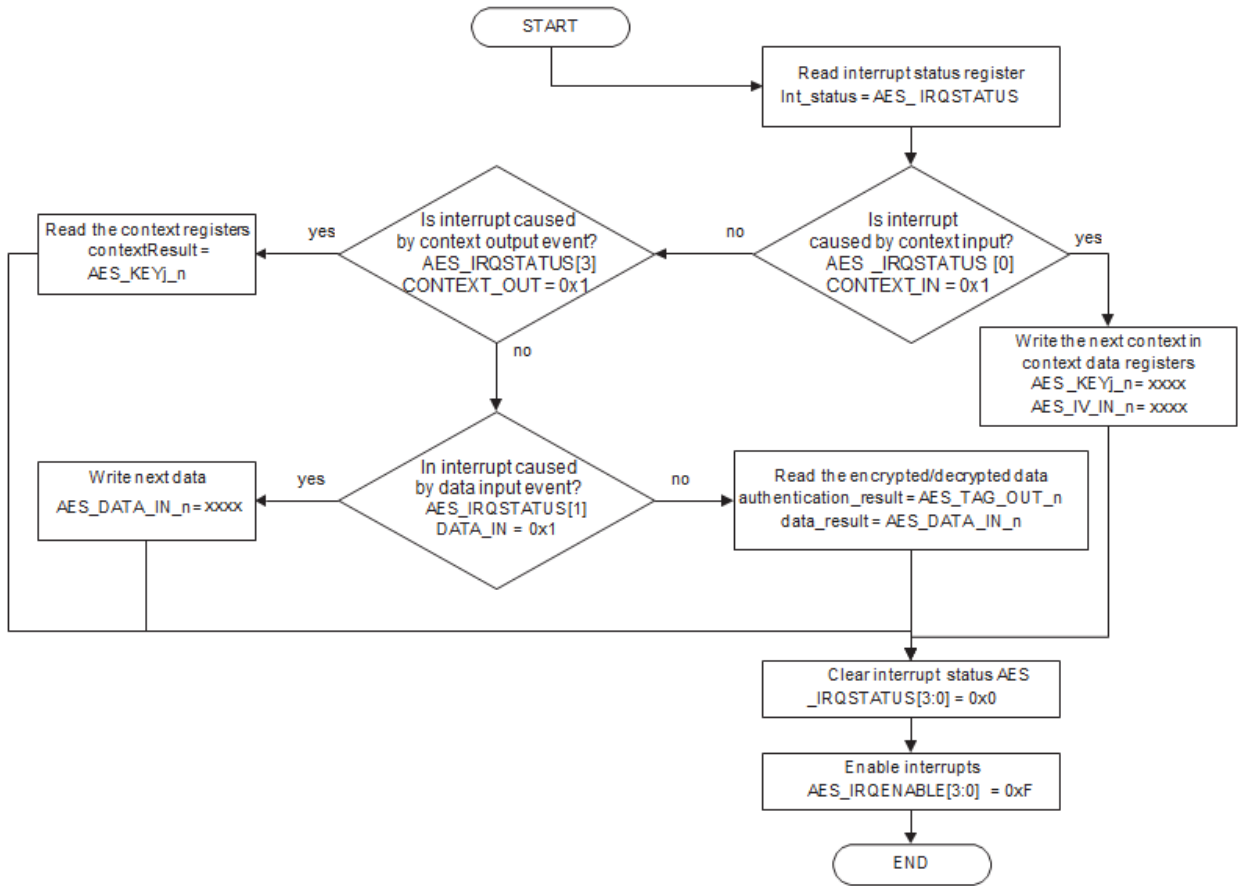 START
Read interrupt status register
Int_status = AES_ IRQSTATUS
Is interrupt
caused by context input?
AES _IRQSTATUS [0]
CONTEXT_IN = 0x1
no
yes
Is interrupt caused
by context output event?
AES_IRQSTATUS[3]
CONTEXT_OUT = 0x1
yes
no
Read the context registers
contextResult =
AES_KEYj_n
Write the next context in
context data registers
AES_KEYj_n= xxxx
AES_IV_IN_n= xxxx
In interrupt caused
by data input event?
AES_IRQSTATUS[1]
DATA_IN = 0x1
yes
no
Write next data
AES_DATA_IN_n= xxxx
Read the encrypted/decrypted data
authentication_result = AES_TAG_OUT_n
data_result = AES_DATA_IN_n
Clear interrupt status AES
_IRQSTATUS[3:0] = 0x0
Enable interrupts
AES_IRQENABLE[3:0] = 0xF
END